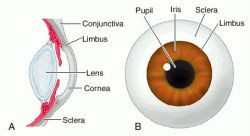 Conjunctiva
Limbus
Lens
Cornea
Sclera
A
Pupil
Iris
Sclera
Limbus
B